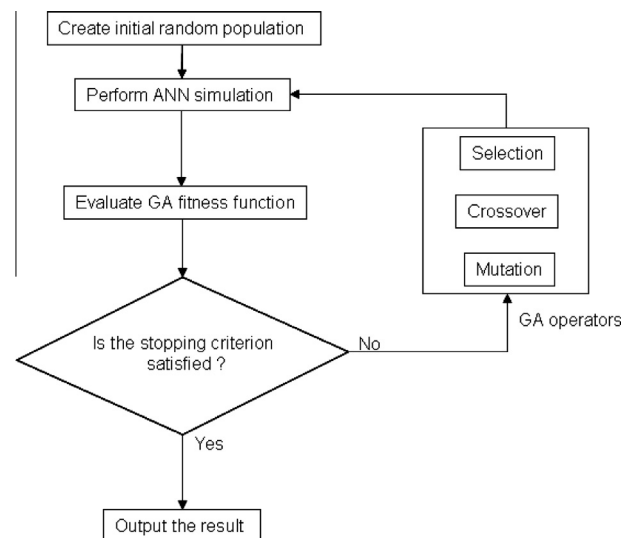 Create initial random population
Perform ANN simulation
Evaluate GA fitness function
Is the stopping criterion
satisfied ?
No
Yes
Output the result
Selection
Crossover
Mutation
GA operators